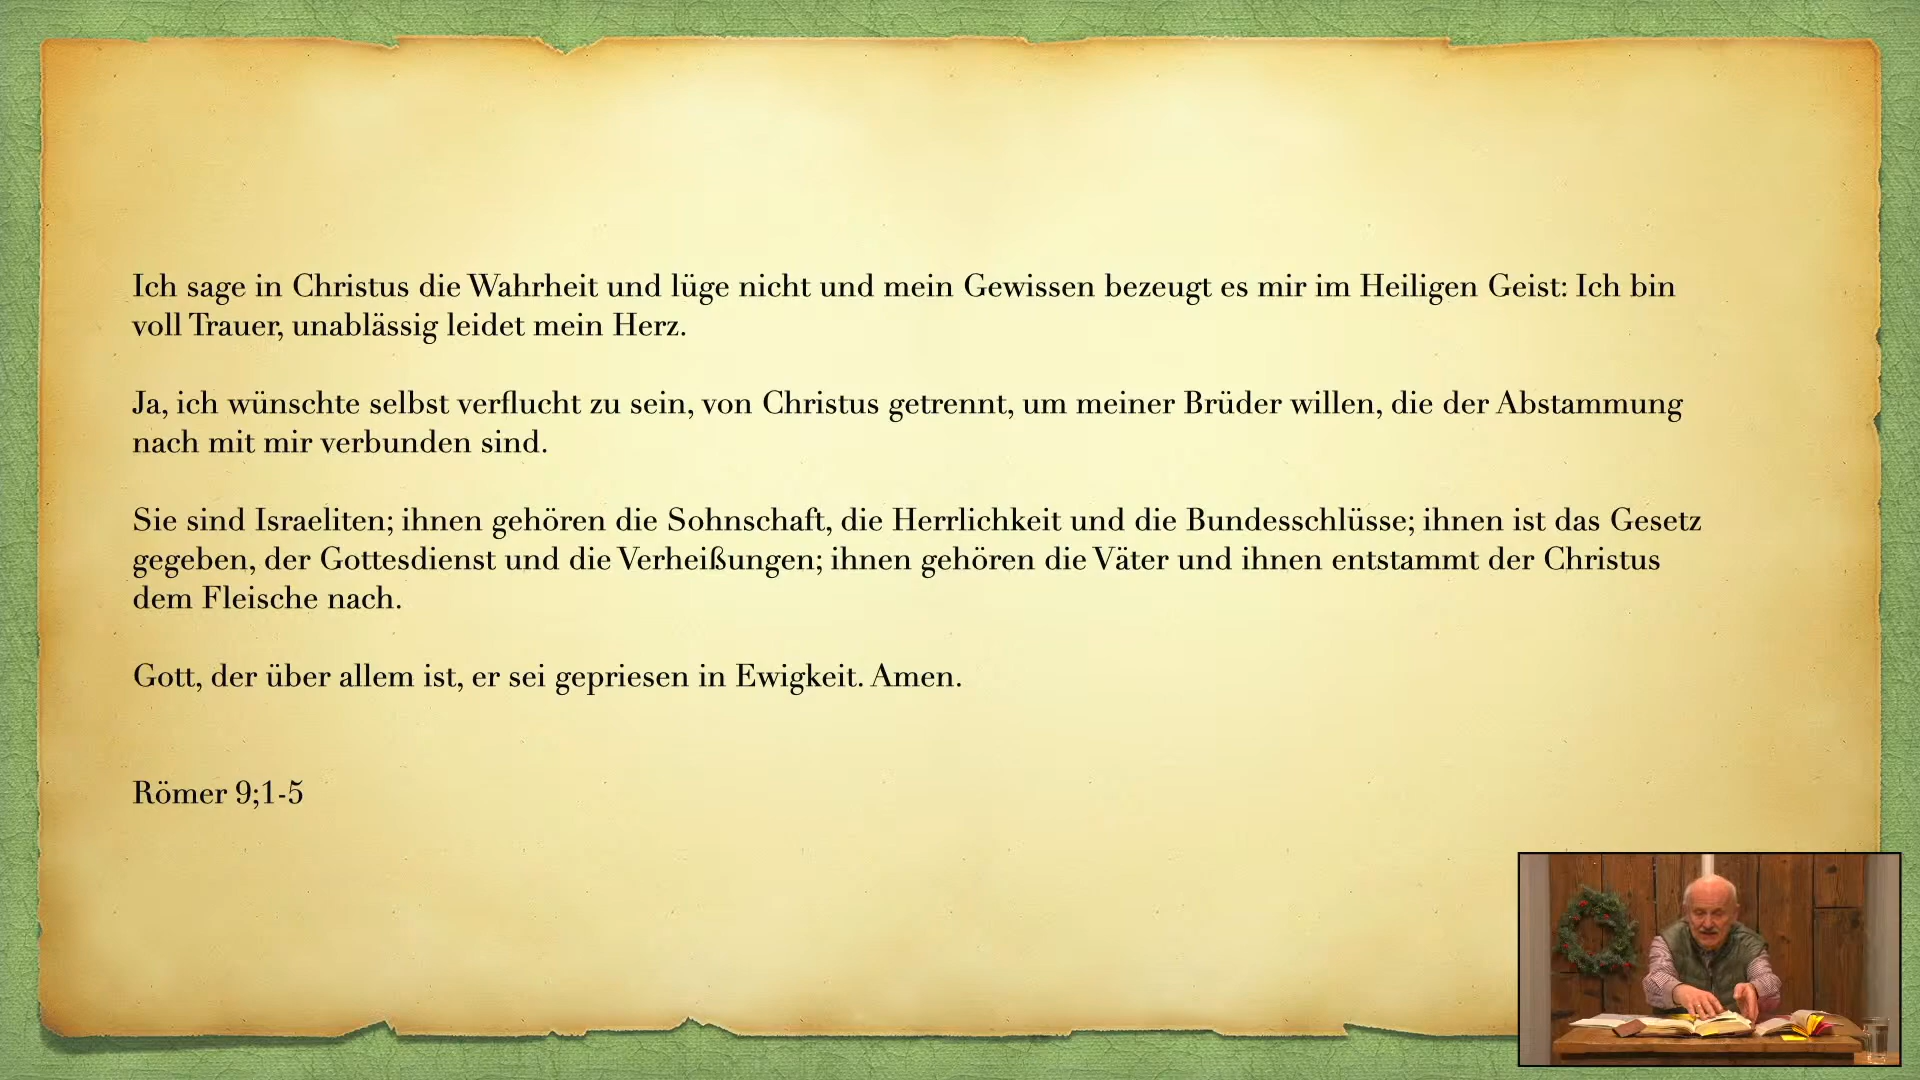 Ich sage in Christus die Wahrheit und lüge nicht und mein Gewissen bezeugt es mir im Heiligen Geist: Ich bin
voll Trauer, unablässig leidet mein Herz.
Ja, ich wünschte selbst verflucht zu sein, von Christus getrennt, um meiner Brüder willen, die der Abstammung
nach mit mir verbunden sind.
Sie sind Israeliten; ihnen gehören die Sohnschaft, die Herrlichkeit und die Bundesschlüsse; ihnen ist das Gesetz
gegeben, der Gottesdienst und die Verheißungen; ihnen gehören die Väter und ihnen entstammt der Christus
dem Fleische nach.
Gott, der über allem ist, er sei gepriesen in Ewigkeit. Amen.
Römer 9;1-5